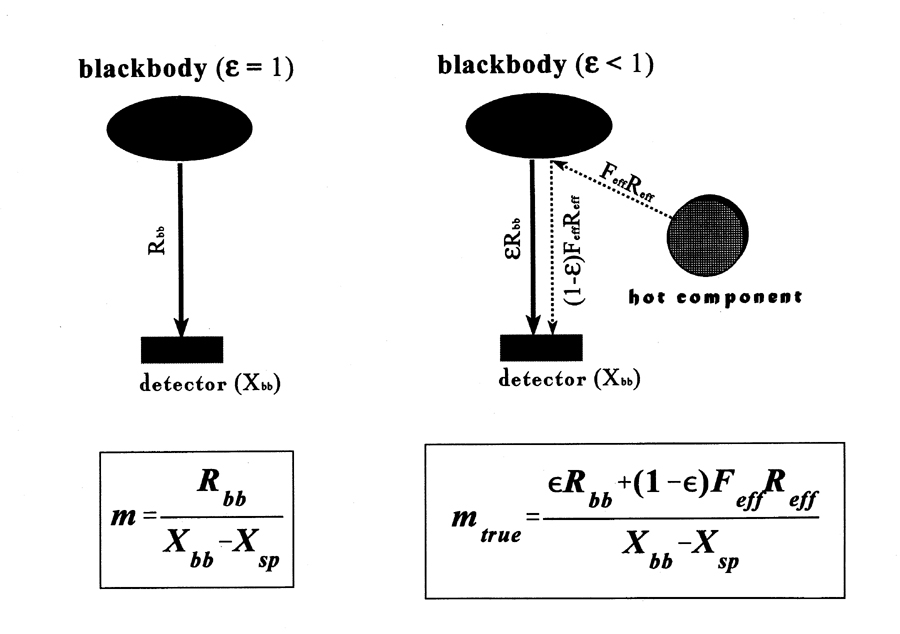 blackbody (ε = 1)
R_bb
detector (X_bb)
m = R_bb / (X_bb − X_sp)
blackbody (ε < 1)
εR_bb
(1-ε)F_eff R_eff
F_eff R_eff
hot component
detector (X_bb)
m_true = (εR_bb + (1 − ε)F_eff R_eff) / (X_bb − X_sp)